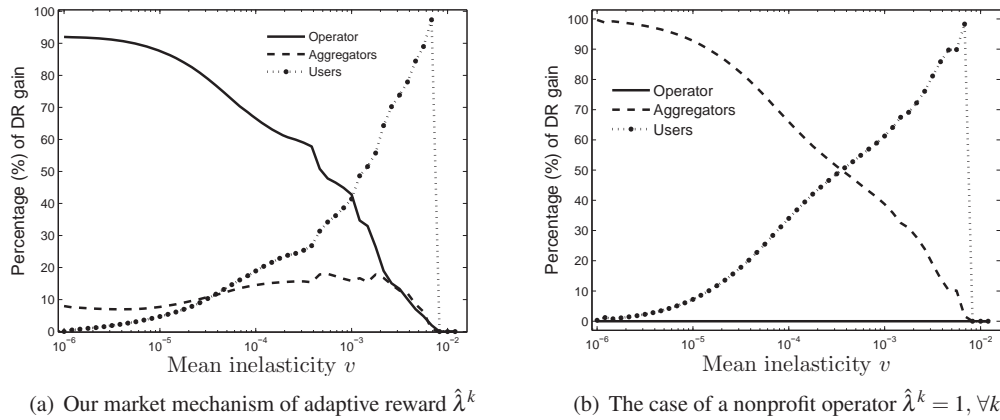 100
90
80
70
60
50
40
30
20
10
0
Percentage (%) of DR gain
Operator
Aggregators
Users
10⁻⁶
10⁻⁵
10⁻⁴
10⁻³
10⁻²
Mean inelasticity v
(a) Our market mechanism of adaptive reward λ̂ᵏ
100
90
80
70
60
50
40
30
20
10
0
Percentage (%) of DR gain
Operator
Aggregators
Users
10⁻⁶
10⁻⁵
10⁻⁴
10⁻³
10⁻²
Mean inelasticity v
(b) The case of a nonprofit operator λ̂ᵏ = 1, ∀k